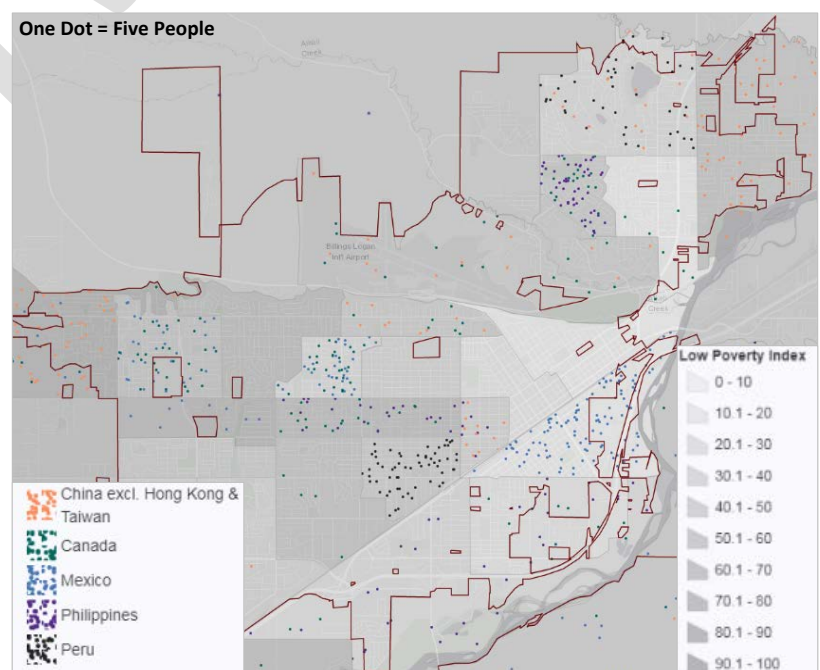 One Dot = Five People
Billings Logan
Int'l Airport
Low Poverty Index
0 - 10
10.1 - 20
20.1 - 30
30.1 - 40
40.1 - 50
50.1 - 60
60.1 - 70
70.1 - 80
80.1 - 90
90.1 - 100
China excl. Hong Kong &
Taiwan
Canada
Mexico
Philippines
Peru